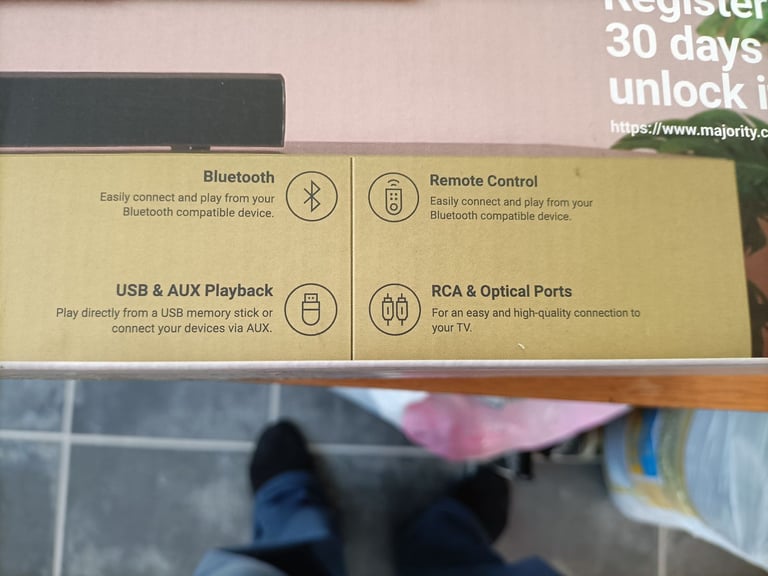 Register
30 days
unlock i
https://www.majority.c
Bluetooth
Easily connect and play from your
Bluetooth compatible device.
Remote Control
Easily connect and play from your
Bluetooth compatible device.
USB & AUX Playback
Play directly from a USB memory stick or
connect your devices via AUX.
RCA & Optical Ports
For an easy and high-quality connection to
your TV.